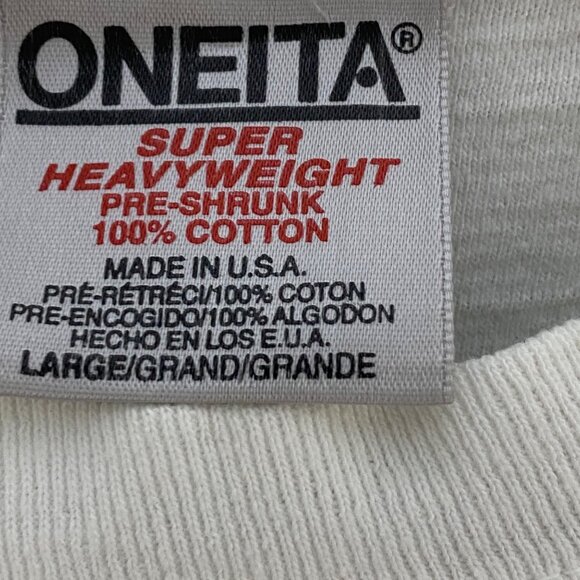 ONEITA®
SUPER
HEAVYWEIGHT
PRE-SHRUNK
100% COTTON
MADE IN U.S.A.
PRÉ-RÉTRÉCI/100% COTON
PRE-ENCOGIDO/100% ALGODON
HECHO EN LOS E.U.A.
LARGE/GRAND/GRANDE